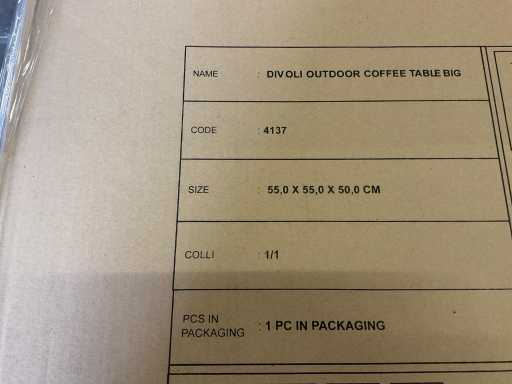 NAME : DIVOLI OUTDOOR COFFEE TABLE BIG
CODE : 4137
SIZE : 55,0 X 55,0 X 50,0 CM
COLLI : 1/1
PCS IN
PACKAGING : 1 PC IN PACKAGING